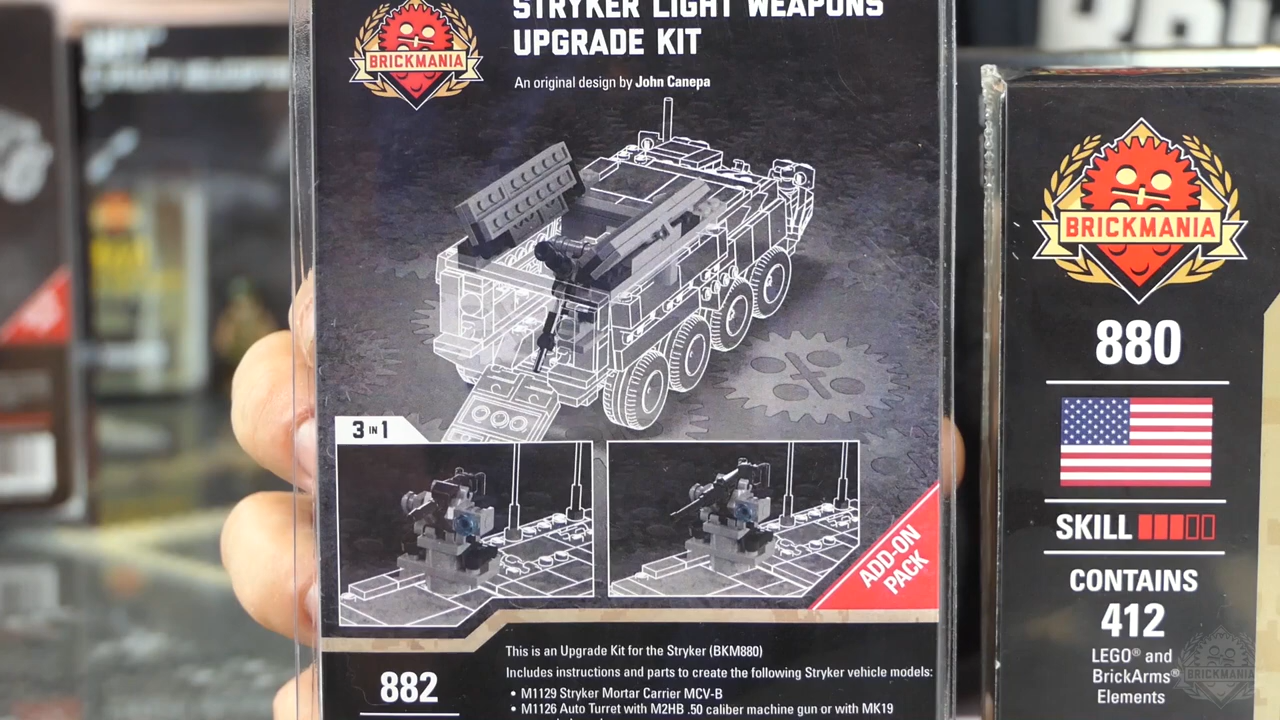 STRYKER LIGHT WEAPONS
UPGRADE KIT
An original design by John Canepa
BRICKMANIA
3 IN 1
ADD-ON
PACK
882
This is an Upgrade Kit for the Stryker (BKM880)
Includes instructions and parts to create the following Stryker vehicle models:
• M1129 Stryker Mortar Carrier MCV-B
• M1126 Auto Turret with M2HB .50 caliber machine gun or with MK19
BRICKMANIA
880
SKILL
CONTAINS
412
LEGO® and
BrickArms®
Elements
BRICKMANIA